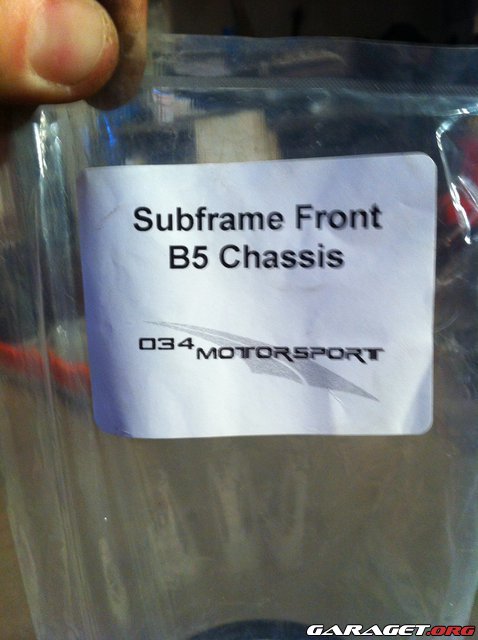 Subframe Front
B5 Chassis
034MOTORSPORT
GARAGET.ORG